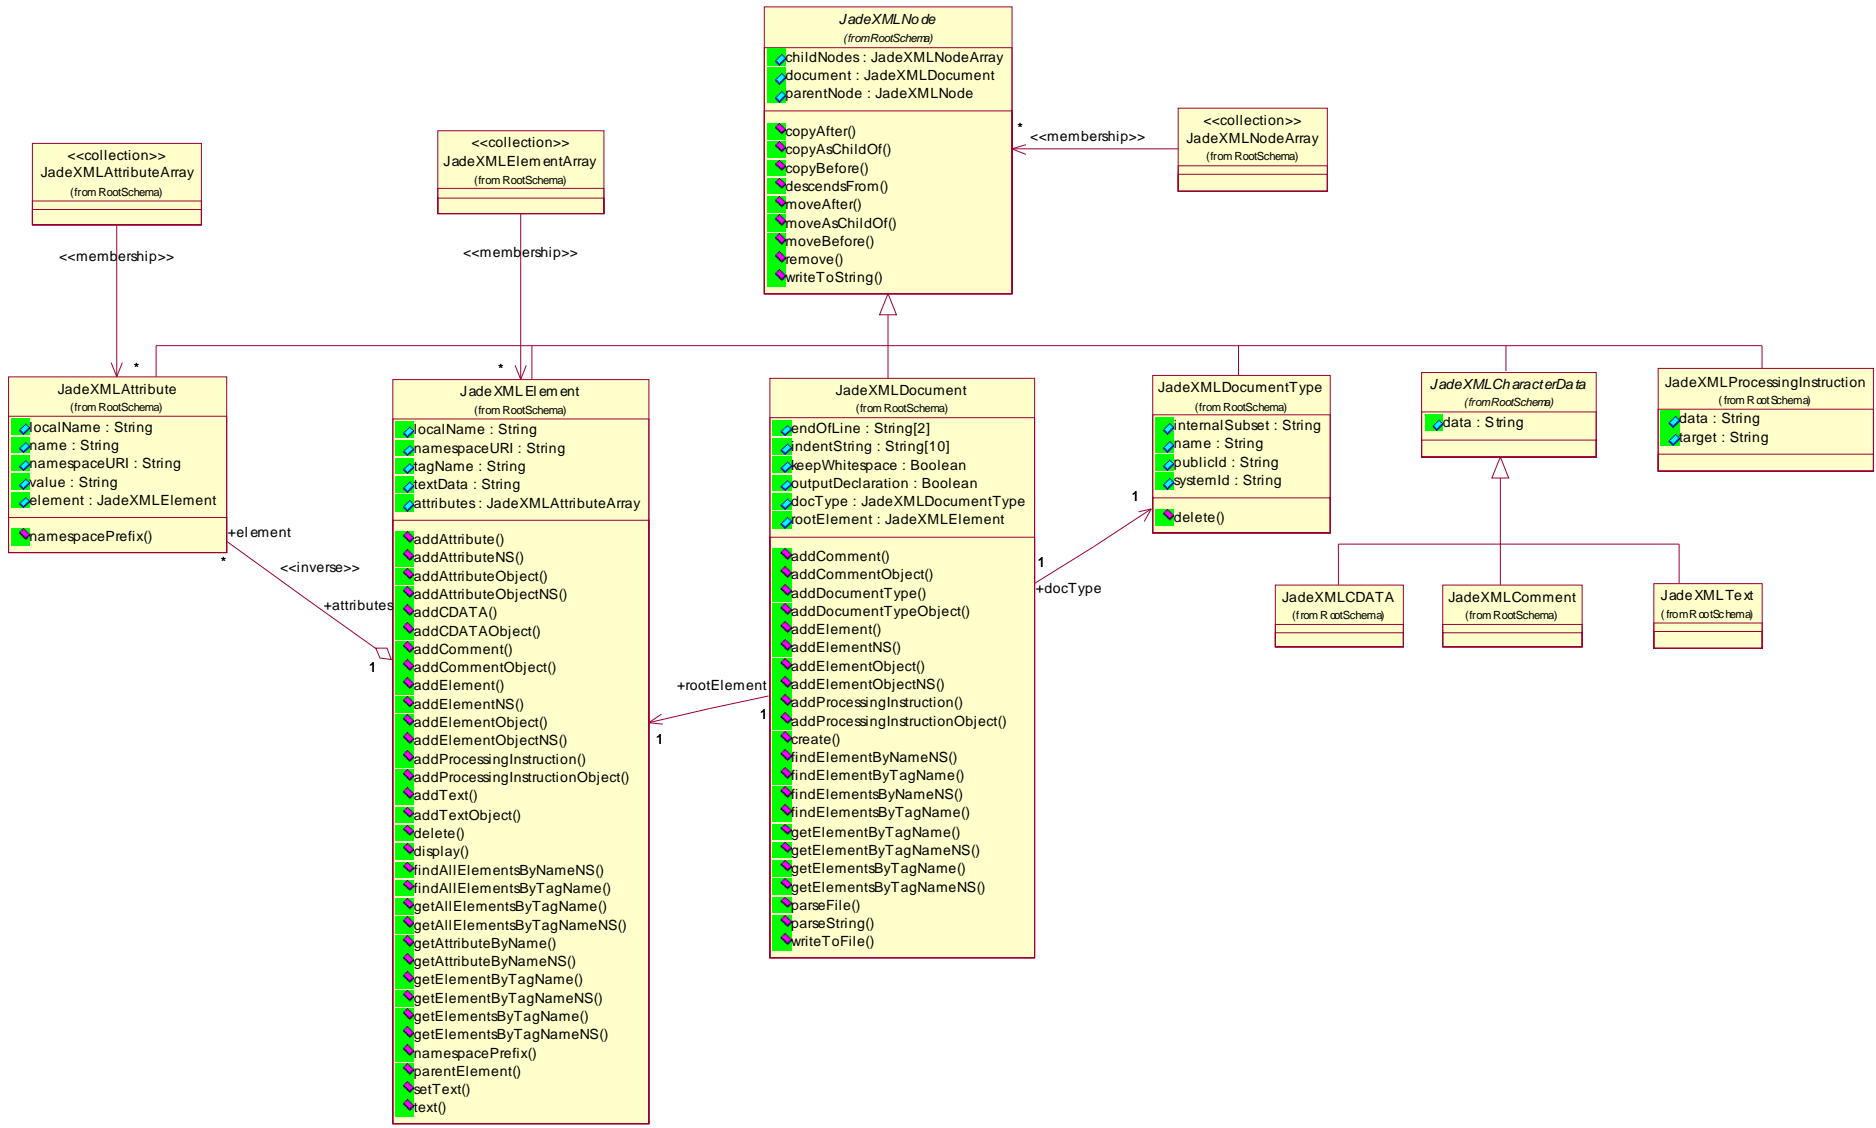 JadeXMLNode
(from RootSchema)
childNodes : JadeXMLNodeArray
document : JadeXMLDocument
parentNode : JadeXMLNode
copyAfter()
copyAsChildOf()
copyBefore()
descendsFrom()
moveAfter()
moveAsChildOf()
moveBefore()
remove()
writeToString()
*
<<membership>>
<<collection>>
JadeXMLNodeArray
(from RootSchema)
<<collection>>
JadeXMLAttributeArray
(from RootSchema)
<<membership>>
*
<<collection>>
JadeXMLElementArray
(from RootSchema)
<<membership>>
*
JadeXMLAttribute
(from RootSchema)
localName : String
name : String
namespaceURI : String
value : String
element : JadeXMLElement
namespacePrefix()
+element
*
<<inverse>>
+attributes
1
JadeXMLElement
(from RootSchema)
localName : String
namespaceURI : String
tagName : String
textData : String
attributes : JadeXMLAttributeArray
addAttribute()
addAttributeNS()
addAttributeObject()
addAttributeObjectNS()
addCDATA()
addCDATAObject()
addComment()
addCommentObject()
addElement()
addElementNS()
addElementObject()
addElementObjectNS()
addProcessingInstruction()
addProcessingInstructionObject()
addText()
addTextObject()
delete()
display()
findAllElementsByNameNS()
findAllElementsByTagName()
getAllElementsByTagName()
getAllElementsByTagNameNS()
getAttributeByName()
getAttributeByNameNS()
getElementByTagName()
getElementByTagNameNS()
getElementsByTagName()
getElementsByTagNameNS()
namespacePrefix()
parentElement()
setText()
text()
+rootElement
1
1
JadeXMLDocument
(from RootSchema)
endOfLine : String[2]
indentString : String[10]
keepWhitespace : Boolean
outputDeclaration : Boolean
docType : JadeXMLDocumentType
rootElement : JadeXMLElement
addComment()
addCommentObject()
addDocumentType()
addDocumentTypeObject()
addElement()
addElementNS()
addElementObject()
addElementObjectNS()
addProcessingInstruction()
addProcessingInstructionObject()
create()
findElementByNameNS()
findElementByTagName()
findElementsByNameNS()
findElementsByTagName()
getElementByTagName()
getElementByTagNameNS()
getElementsByTagName()
getElementsByTagNameNS()
parseFile()
parseString()
writeToFile()
1
1
+docType
JadeXMLDocumentType
(from RootSchema)
internalSubset : String
name : String
publicId : String
systemId : String
delete()
JadeXMLCharacterData
(from RootSchema)
data : String
JadeXMLProcessingInstruction
(from RootSchema)
data : String
target : String
JadeXMLCDATA
(from RootSchema)
JadeXMLComment
(from RootSchema)
JadeXMLText
(from RootSchema)